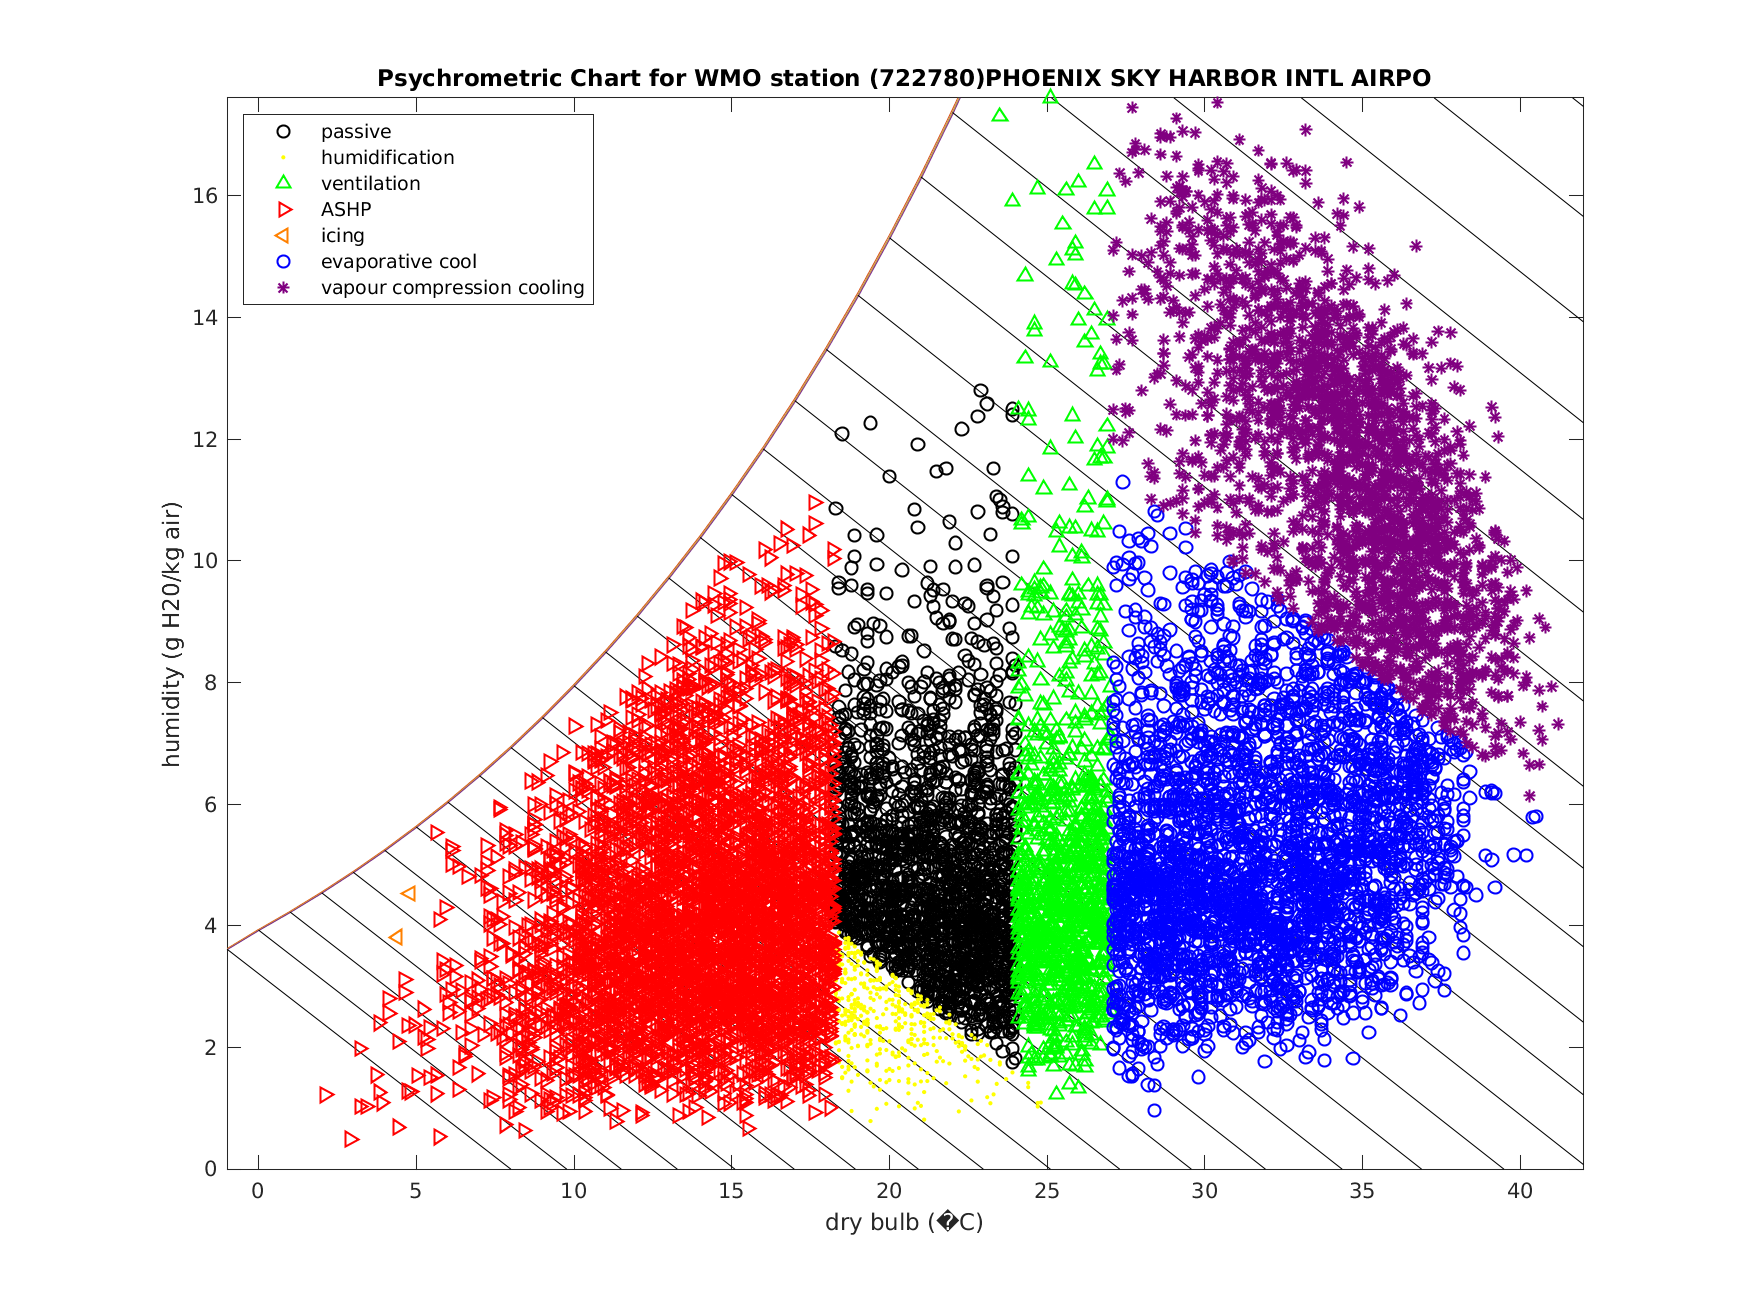 Psychrometric Chart for WMO station (722780)PHOENIX SKY HARBOR INTL AIRPO
passive
humidification
ventilation
ASHP
icing
evaporative cool
vapour compression cooling
humidity (g H20/kg air)
16
14
12
10
8
6
4
2
0
0 5 10 15 20 25 30 35 40
dry bulb (�C)